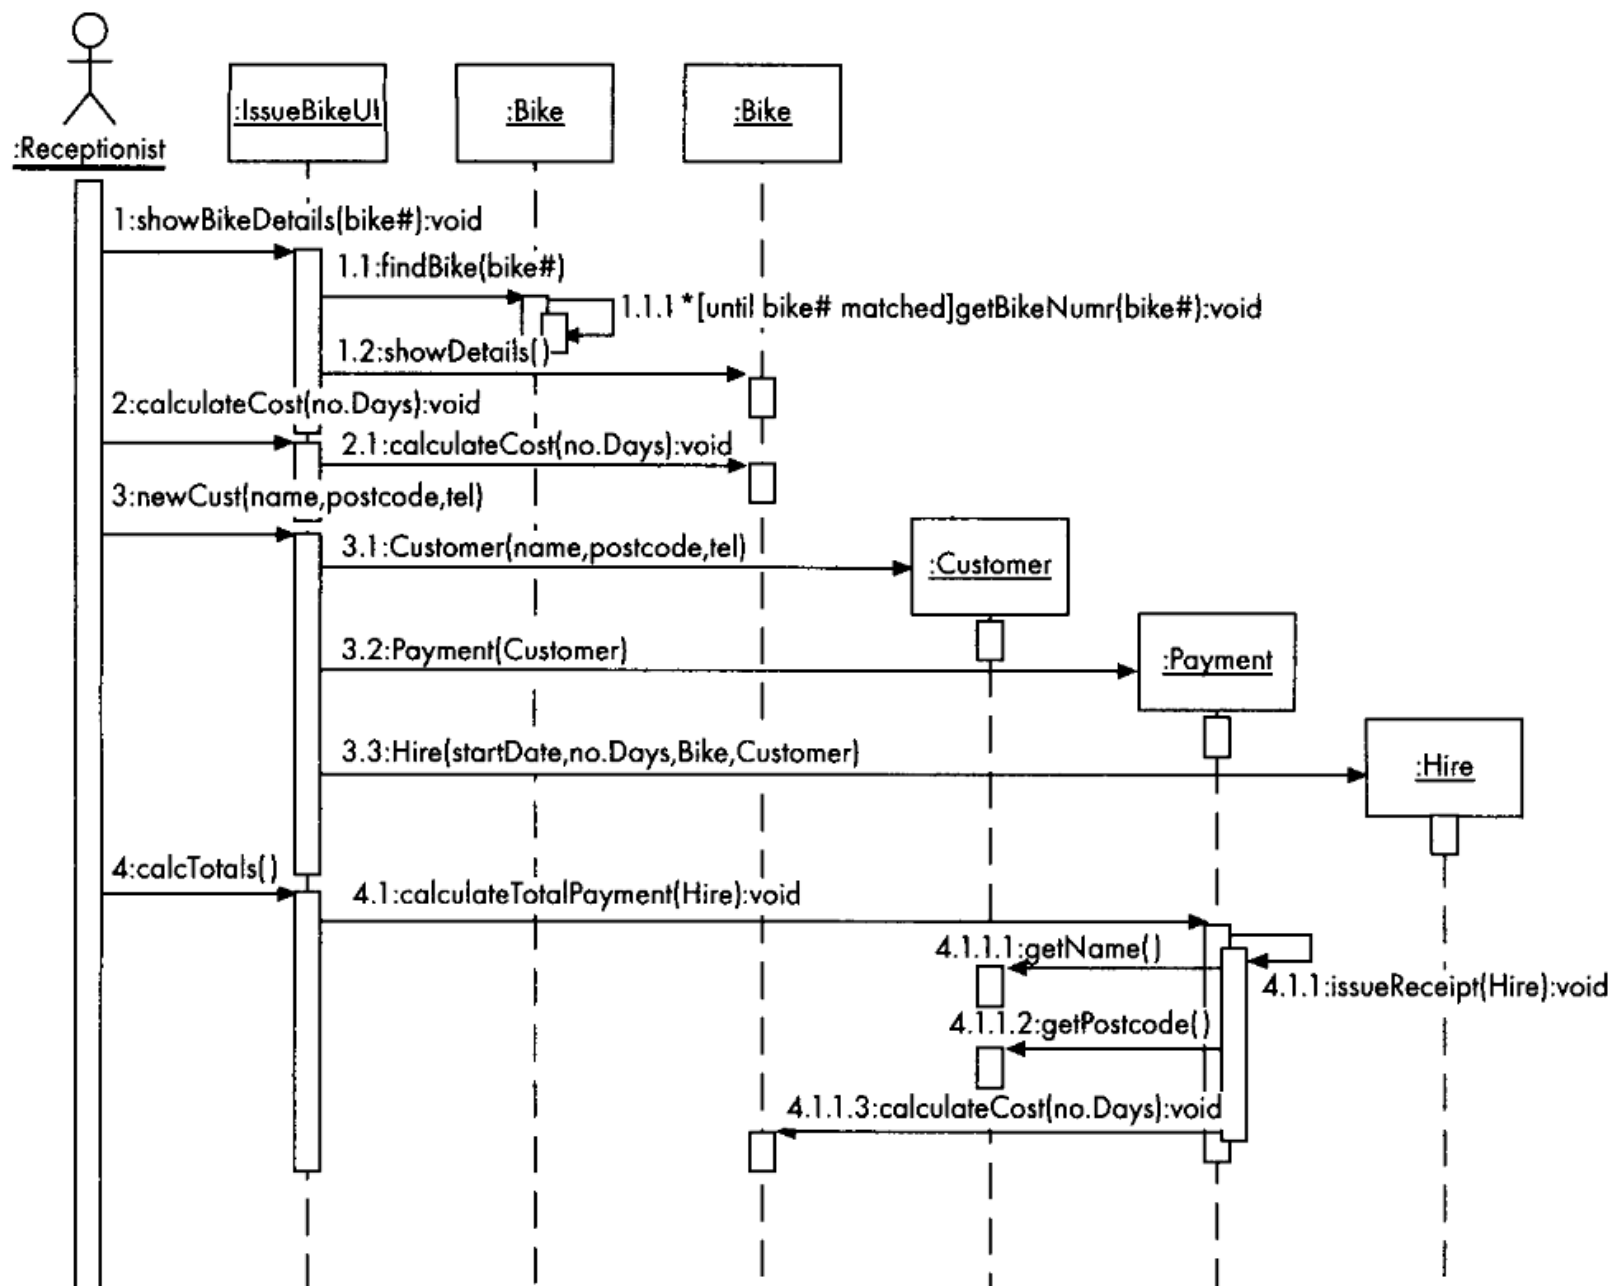 :IssueBikeUI
:Bike
:Bike
:Receptionist
1:showBikeDetails(bike#):void
1.1:findBike(bike#)
1.1.1*[until bike# matched]getBikeNumr(bike#):void
1.2:showDetails()
2:calculateCost(no.Days):void
2.1:calculateCost(no.Days):void
3:newCust(name,postcode,tel)
3.1:Customer(name,postcode,tel)
:Customer
3.2:Payment(Customer)
:Payment
3.3:Hire(startDate,no.Days,Bike,Customer)
:Hire
4:calcTotals()
4.1:calculateTotalPayment(Hire):void
4.1.1.1:getName()
4.1.1:issueReceipt(Hire):void
4.1.1.2:getPostcode()
4.1.1.3:calculateCost(no.Days):void